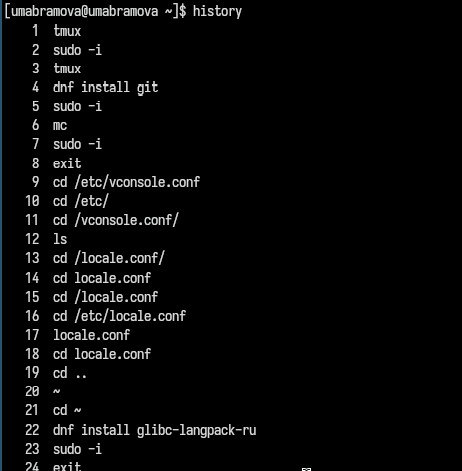 [umabramova@umabramova ~]$ history
1 tmux
2 sudo -i
3 tmux
4 dnf install git
5 sudo -i
6 mc
7 sudo -i
8 exit
9 cd /etc/vconsole.conf
10 cd /etc/
11 cd /vconsole.conf/
12 ls
13 cd /locale.conf/
14 cd locale.conf
15 cd /locale.conf
16 cd /etc/locale.conf
17 locale.conf
18 cd locale.conf
19 cd ..
20 ~
21 cd ~
22 dnf install glibc-langpack-ru
23 sudo -i
24 exit